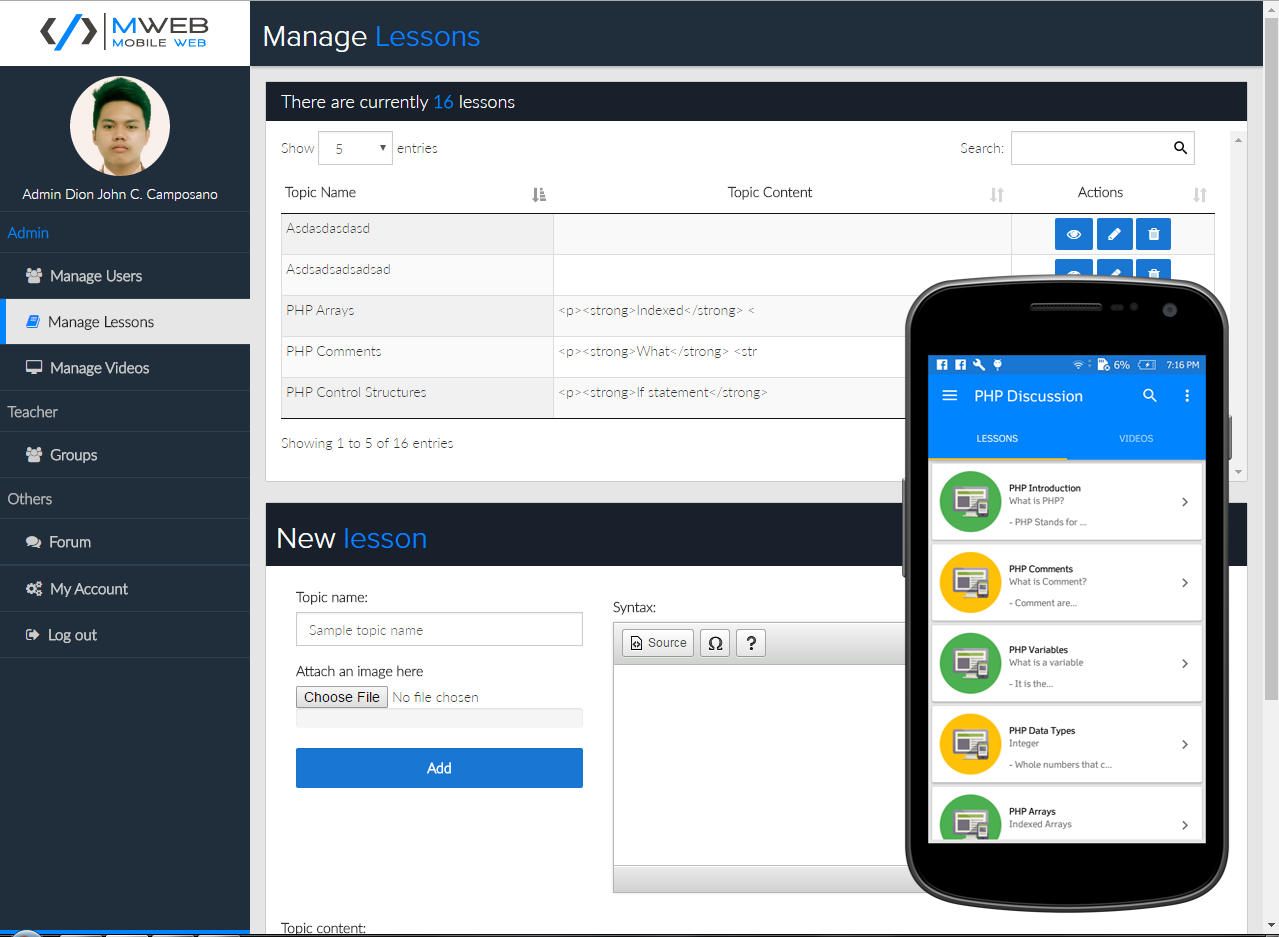 MWEB
MOBILE WEB
Admin Dion John C. Camposano
Admin
Manage Users
Manage Lessons
Manage Videos
Teacher
Groups
Others
Forum
My Account
Log out
Manage Lessons
There are currently 16 lessons
Show 5 entries
Search:
Topic Name Topic Content Actions
Asdasdasdasd
Asdsadsadsadsad
PHP Arrays <p><strong>Indexed</strong> <
PHP Comments <p><strong>What</strong> <str
PHP Control Structures <p><strong>If statement</strong>
Showing 1 to 5 of 16 entries
New lesson
Topic name:
Sample topic name
Attach an image here
Choose File No file chosen
Add
Syntax:
Source Ω ?
Topic content:
6% 7:16 PM
PHP Discussion
LESSONS VIDEOS
PHP Introduction
What is PHP?
- PHP Stands for ...
PHP Comments
What is Comment?
- Comment are...
PHP Variables
What is a variable
- It is the...
PHP Data Types
Integer
- Whole numbers that c...
PHP Arrays
Indexed Arrays